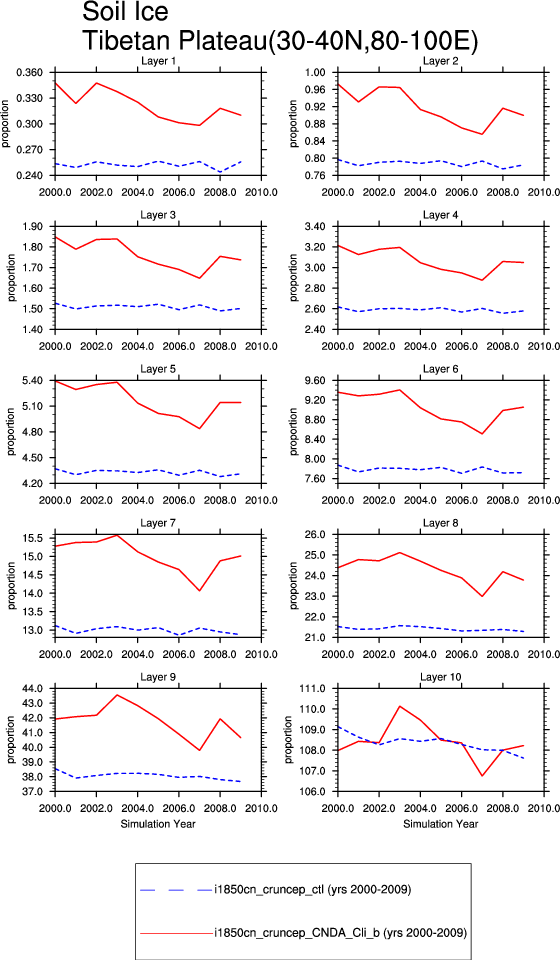 Soil Ice
Tibetan Plateau(30-40N,80-100E)
Layer 1
Layer 2
0.360
0.330
0.300
0.270
0.240
proportion
2000.0 2002.0 2004.0 2006.0 2008.0 2010.0
1.00
0.96
0.92
0.88
0.84
0.80
0.76
proportion
2000.0 2002.0 2004.0 2006.0 2008.0 2010.0
Layer 3
Layer 4
1.90
1.80
1.70
1.60
1.50
1.40
proportion
2000.0 2002.0 2004.0 2006.0 2008.0 2010.0
3.40
3.20
3.00
2.80
2.60
2.40
proportion
2000.0 2002.0 2004.0 2006.0 2008.0 2010.0
Layer 5
Layer 6
5.40
5.10
4.80
4.50
4.20
proportion
2000.0 2002.0 2004.0 2006.0 2008.0 2010.0
9.60
9.20
8.80
8.40
8.00
7.60
proportion
2000.0 2002.0 2004.0 2006.0 2008.0 2010.0
Layer 7
Layer 8
15.5
15.0
14.5
14.0
13.5
13.0
proportion
2000.0 2002.0 2004.0 2006.0 2008.0 2010.0
26.0
25.0
24.0
23.0
22.0
21.0
proportion
2000.0 2002.0 2004.0 2006.0 2008.0 2010.0
Layer 9
Layer 10
44.0
43.0
42.0
41.0
40.0
39.0
38.0
37.0
proportion
2000.0 2002.0 2004.0 2006.0 2008.0 2010.0
Simulation Year
111.0
110.0
109.0
108.0
107.0
106.0
proportion
2000.0 2002.0 2004.0 2006.0 2008.0 2010.0
Simulation Year
i1850cn_cruncep_ctl (yrs 2000-2009)
i1850cn_cruncep_CNDA_Cli_b (yrs 2000-2009)